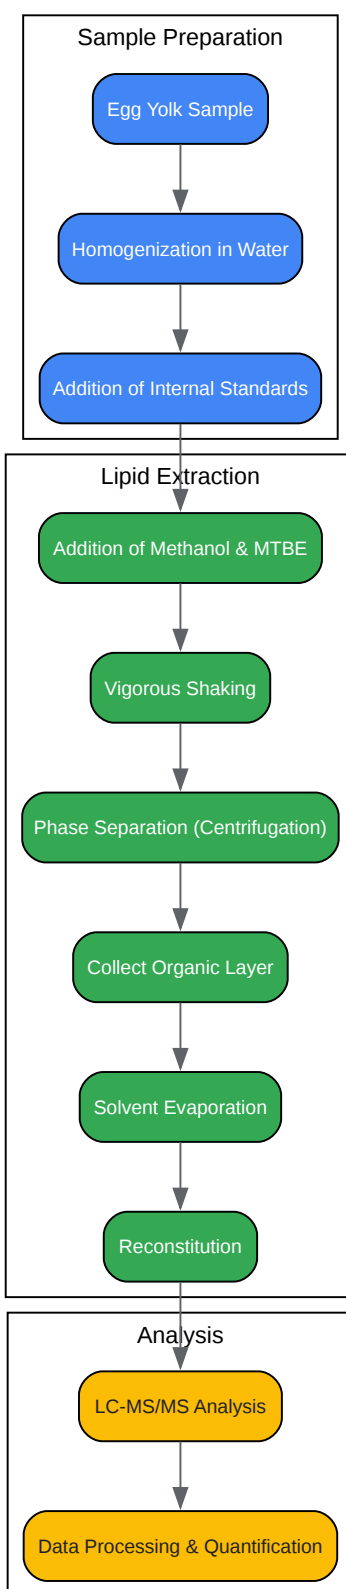 Sample Preparation
Egg Yolk Sample
Homogenization in Water
Addition of Internal Standards
Lipid Extraction
Addition of Methanol & MTBE
Vigorous Shaking
Phase Separation (Centrifugation)
Collect Organic Layer
Solvent Evaporation
Reconstitution
Analysis
LC-MS/MS Analysis
Data Processing & Quantification